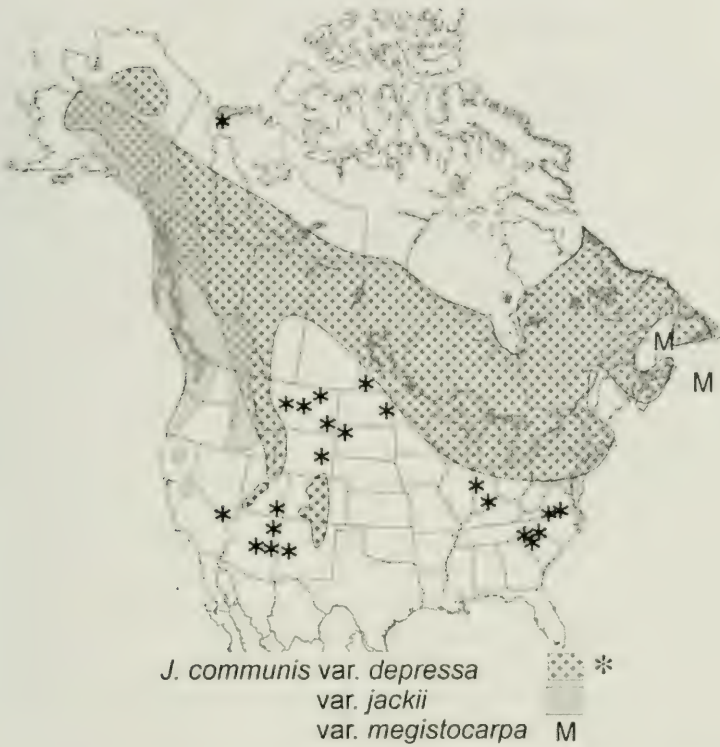 M
M
J. communis var. depressa *
var. jackii
var. megistocarpa M